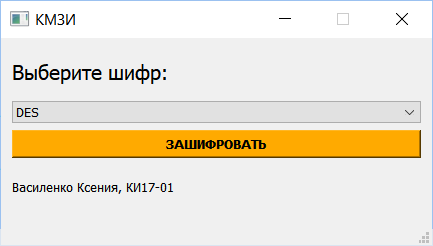 КМЗИ
Выберите шифр:
DES
ЗАШИФРОВАТЬ
Василенко Ксения, КИ17-01